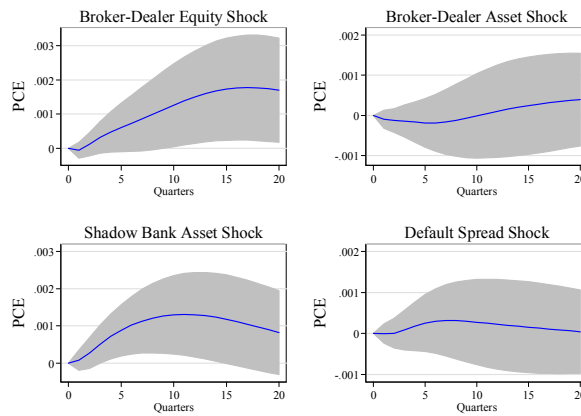 Broker-Dealer Equity Shock
.003
.002
.001
0
PCE
0 5 10 15 20
Quarters
Broker-Dealer Asset Shock
.002
.001
0
-.001
PCE
0 5 10 15 20
Quarters
Shadow Bank Asset Shock
.003
.002
.001
0
PCE
0 5 10 15 20
Quarters
Default Spread Shock
.002
.001
0
-.001
PCE
0 5 10 15 20
Quarters